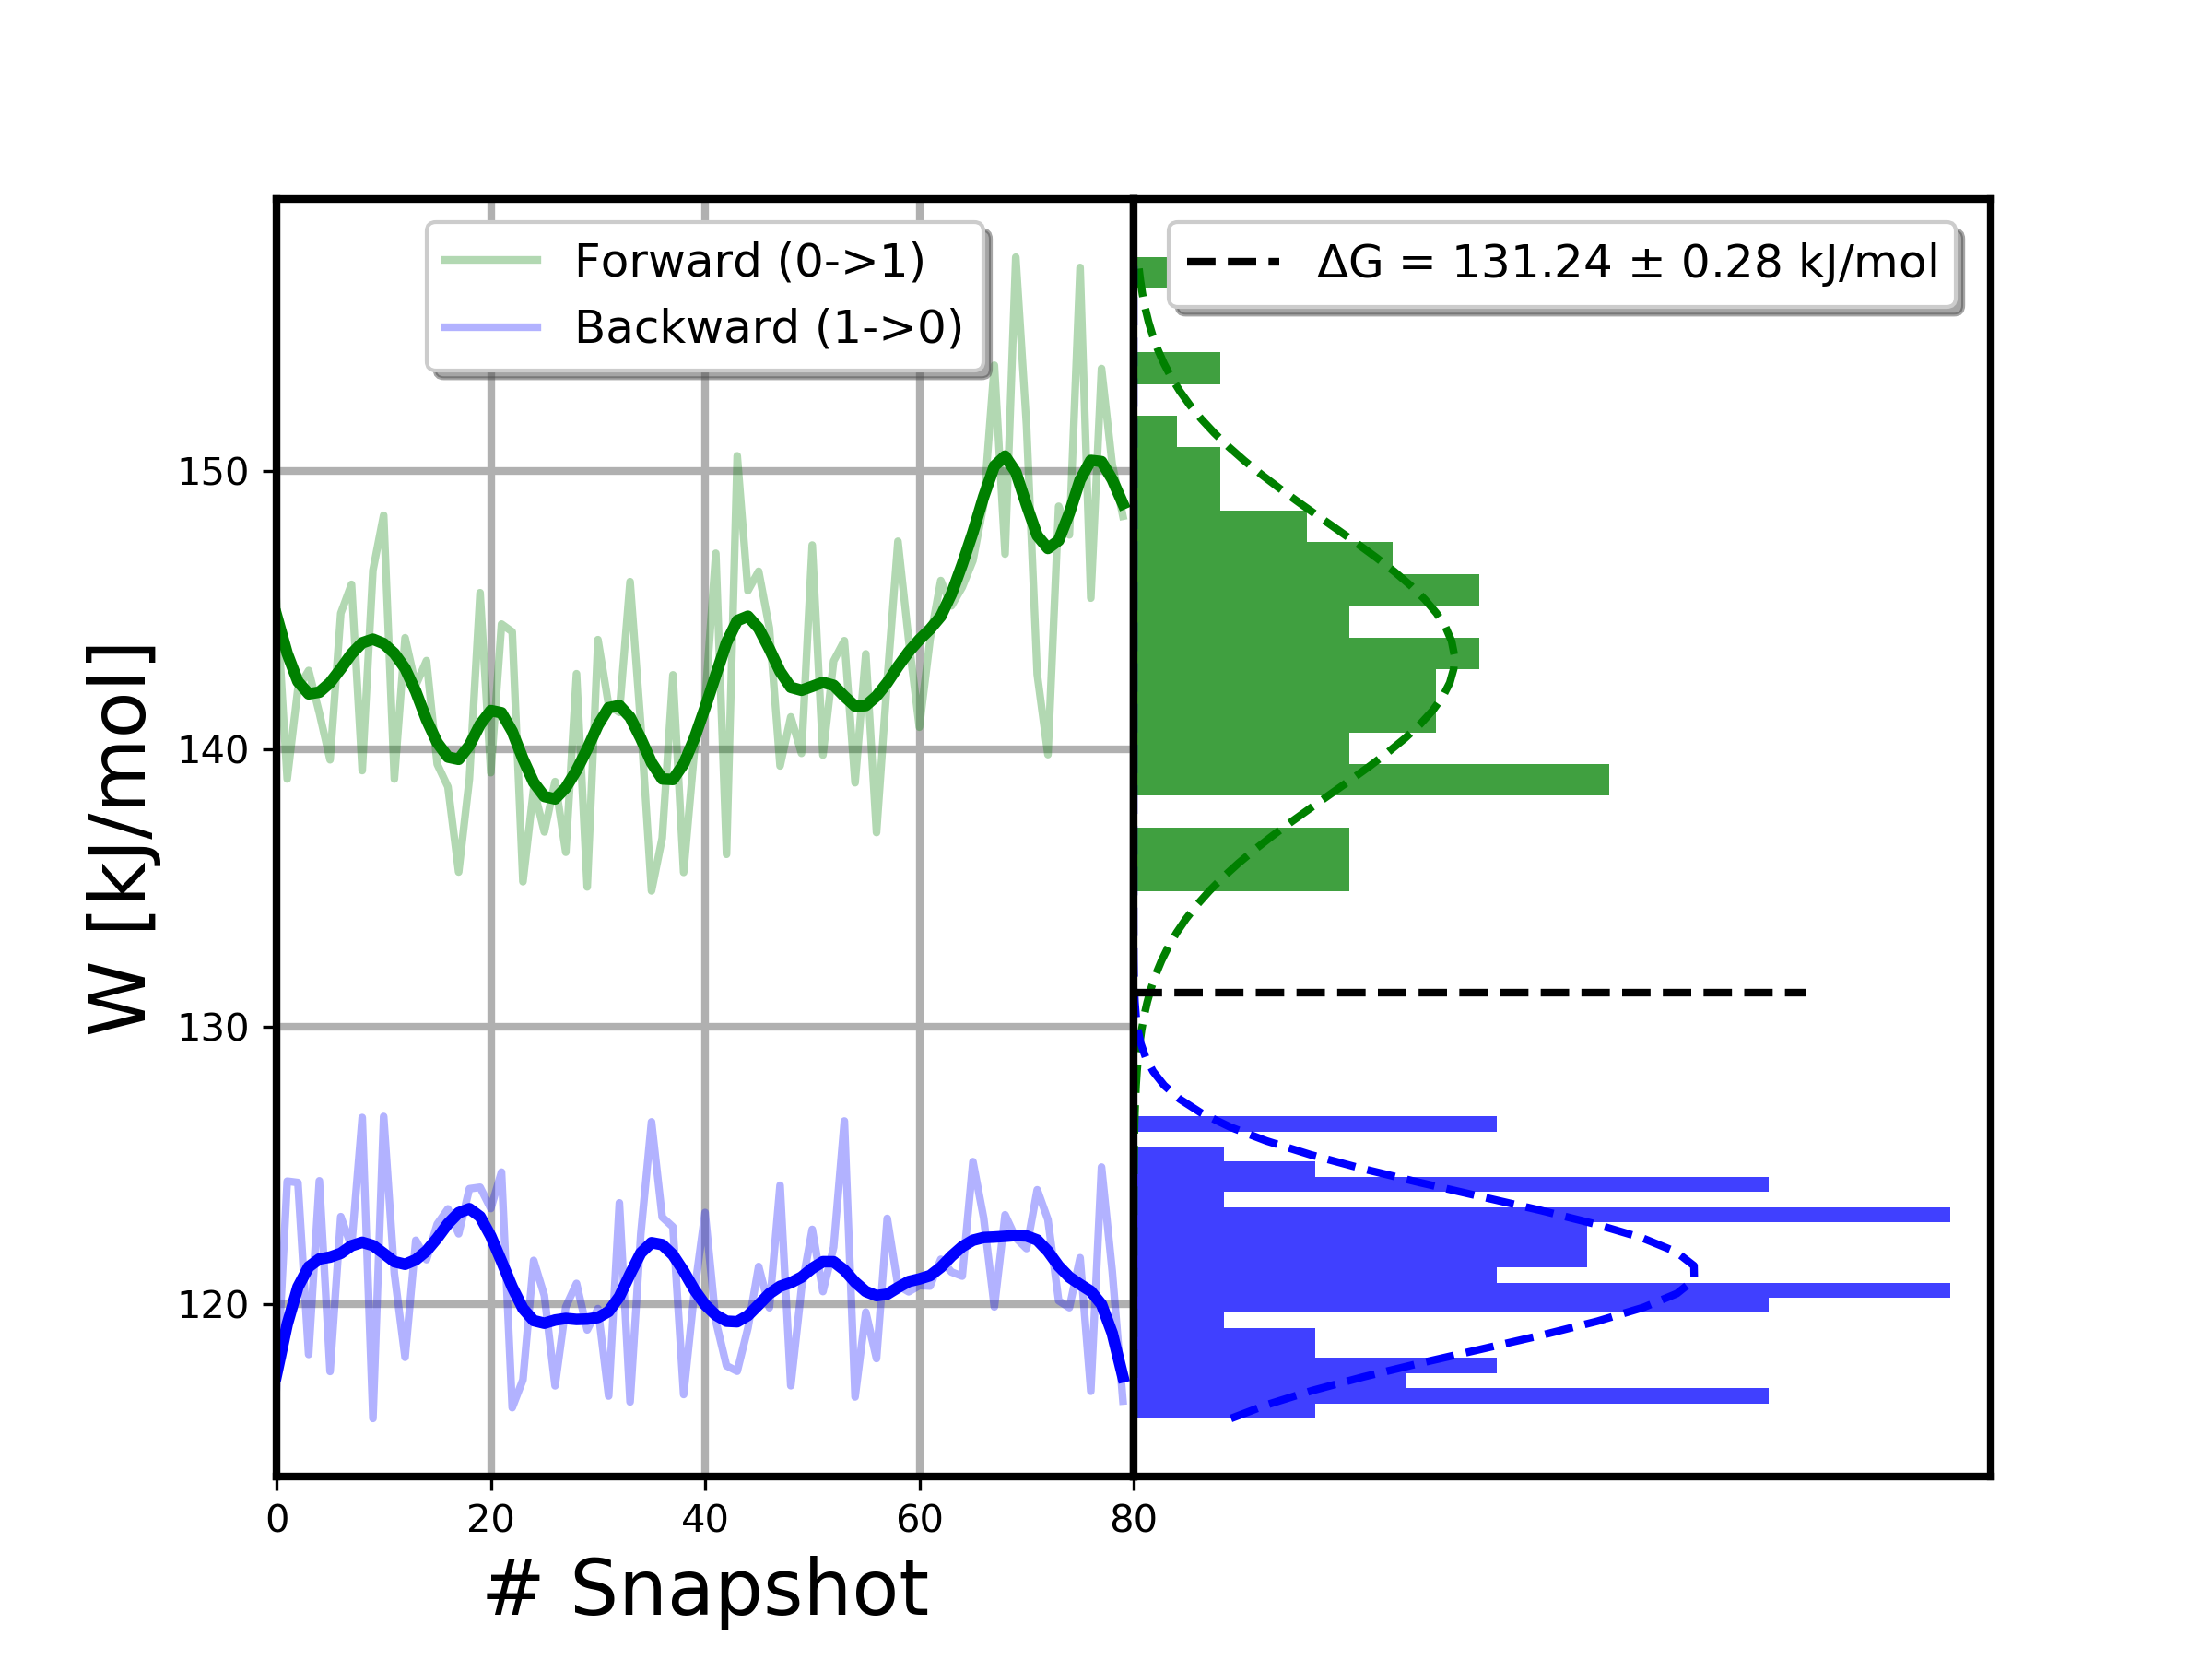 Forward (0->1)
Backward (1->0)
ΔG = 131.24 ± 0.28 kJ/mol
150
140
130
120
W [kJ/mol]
0 20 40 60 80
# Snapshot